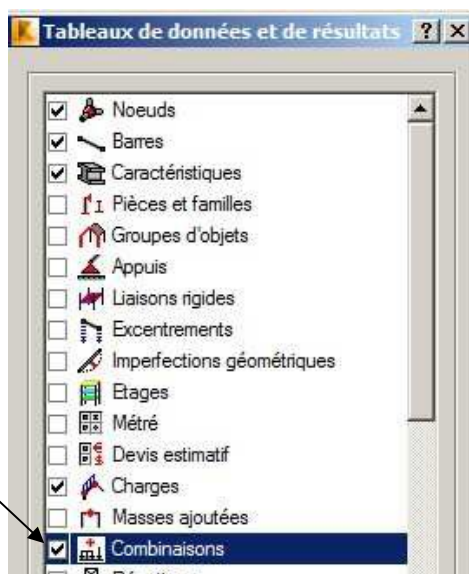 Tableaux de données et de résultats
Noeuds
Barres
Caractéristiques
Pièces et familles
Groupes d'objets
Appuis
Liaisons rigides
Excentrements
Imperfections géométriques
Etages
Métré
Devis estimatif
Charges
Masses ajoutées
Combinaisons